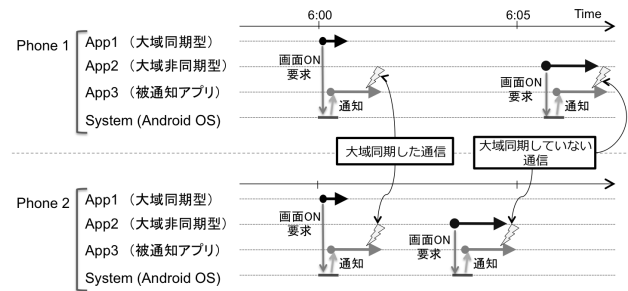 6:00 6:05 Time
Phone 1
App1 （大域同期型）
App2 （大域非同期型）
App3 （被通知アプリ）
System (Android OS)
画面ON
要求
通知
画面ON
要求
通知
大域同期した通信
大域同期していない
通信
Phone 2
App1 （大域同期型）
App2 （大域非同期型）
App3 （被通知アプリ）
System (Android OS)
画面ON
要求
通知
画面ON
要求
通知